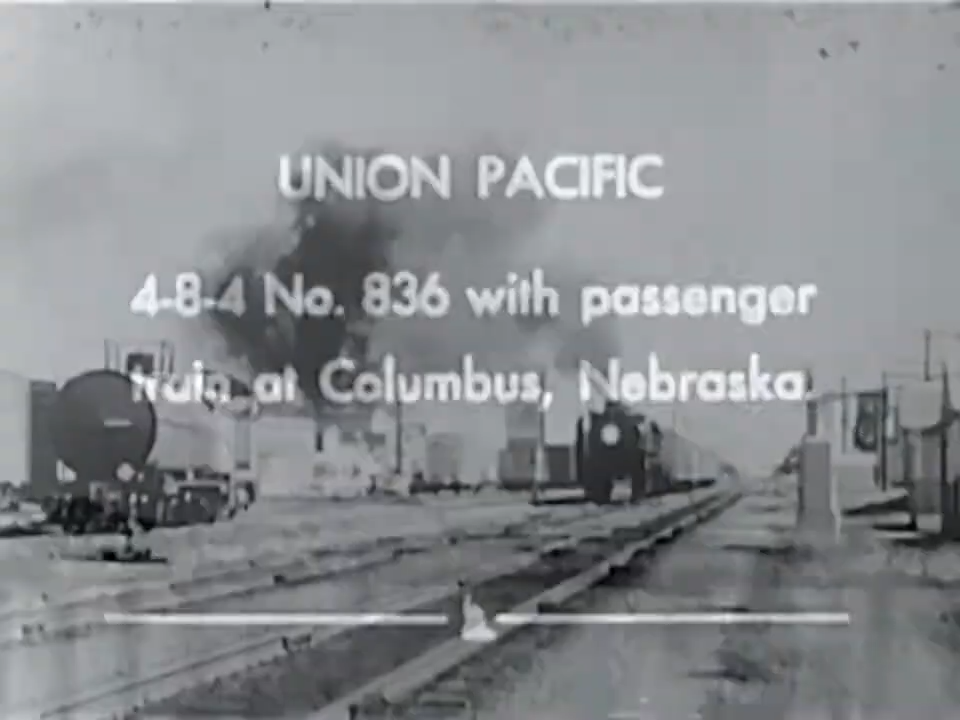 UNION PACIFIC
4-8-4 No. 836 with passenger
train at Columbus, Nebraska.